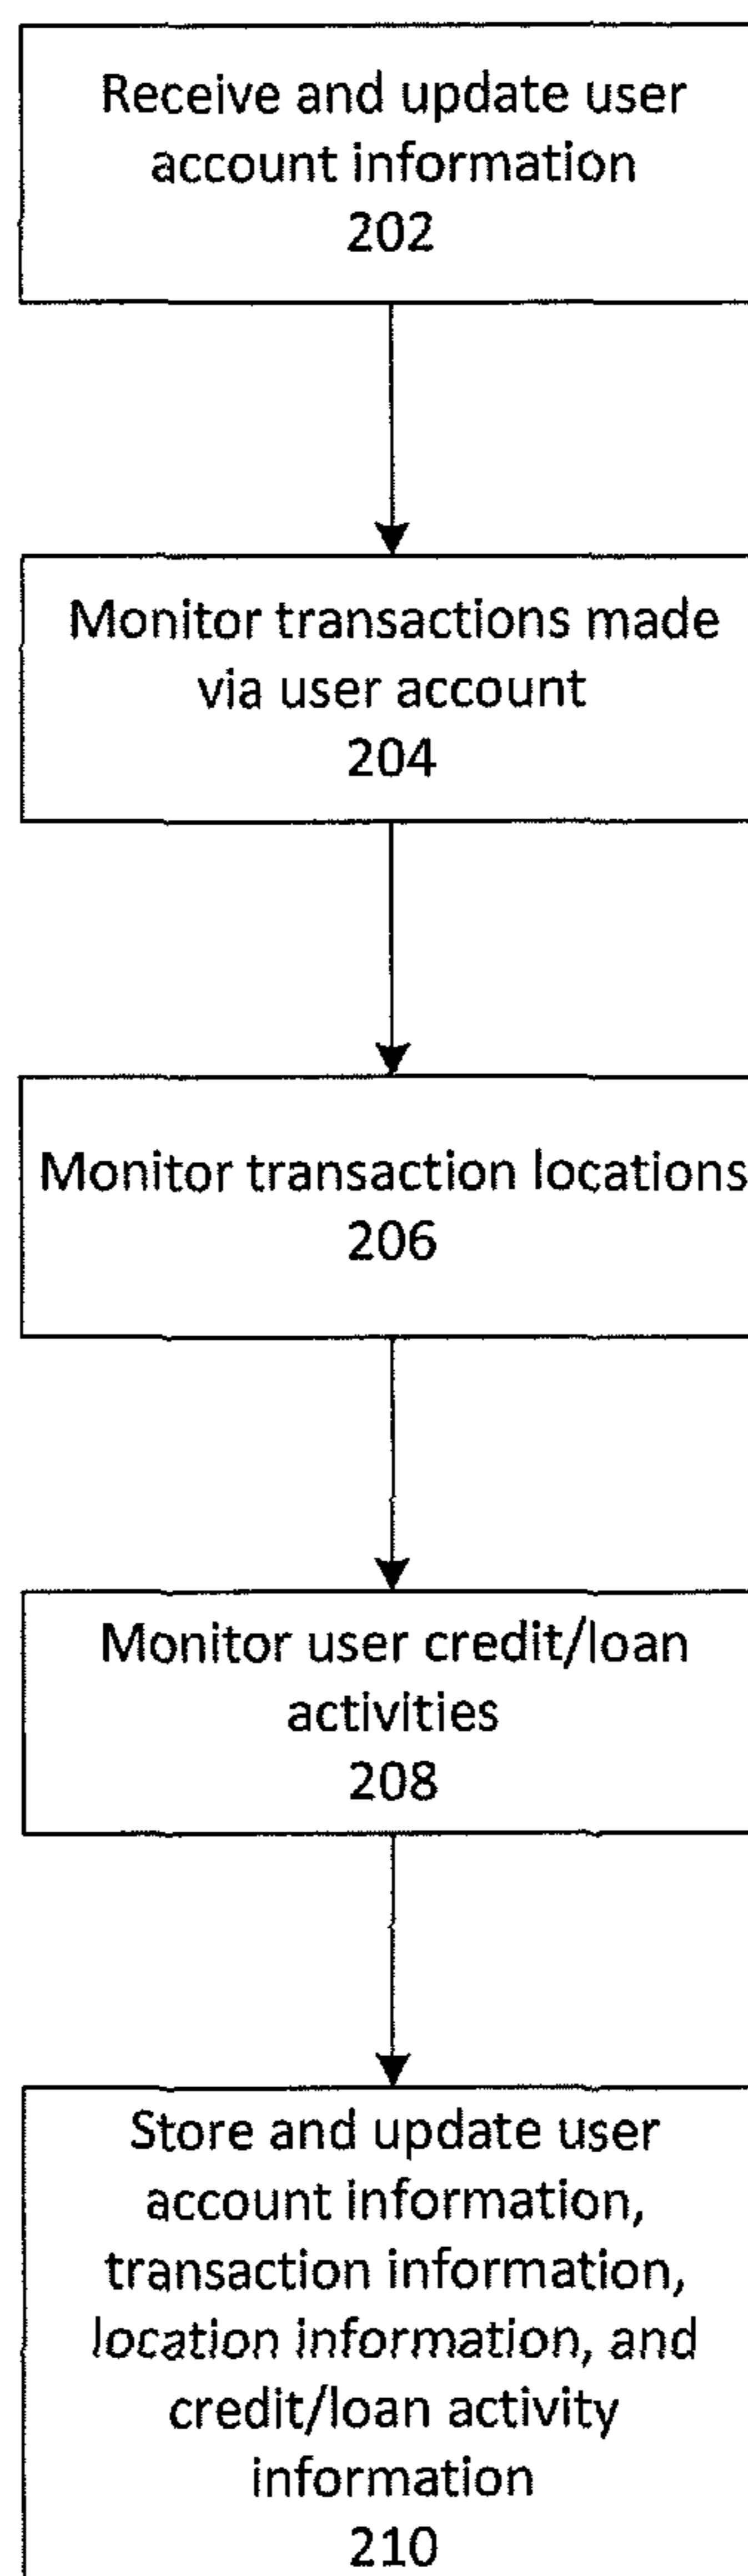 Receive and update user
account information
202
Monitor transactions made
via user account
204
Monitor transaction locations
206
Monitor user credit/loan
activities
208
Store and update user
account information,
transaction information,
location information, and
credit/loan activity
information
210